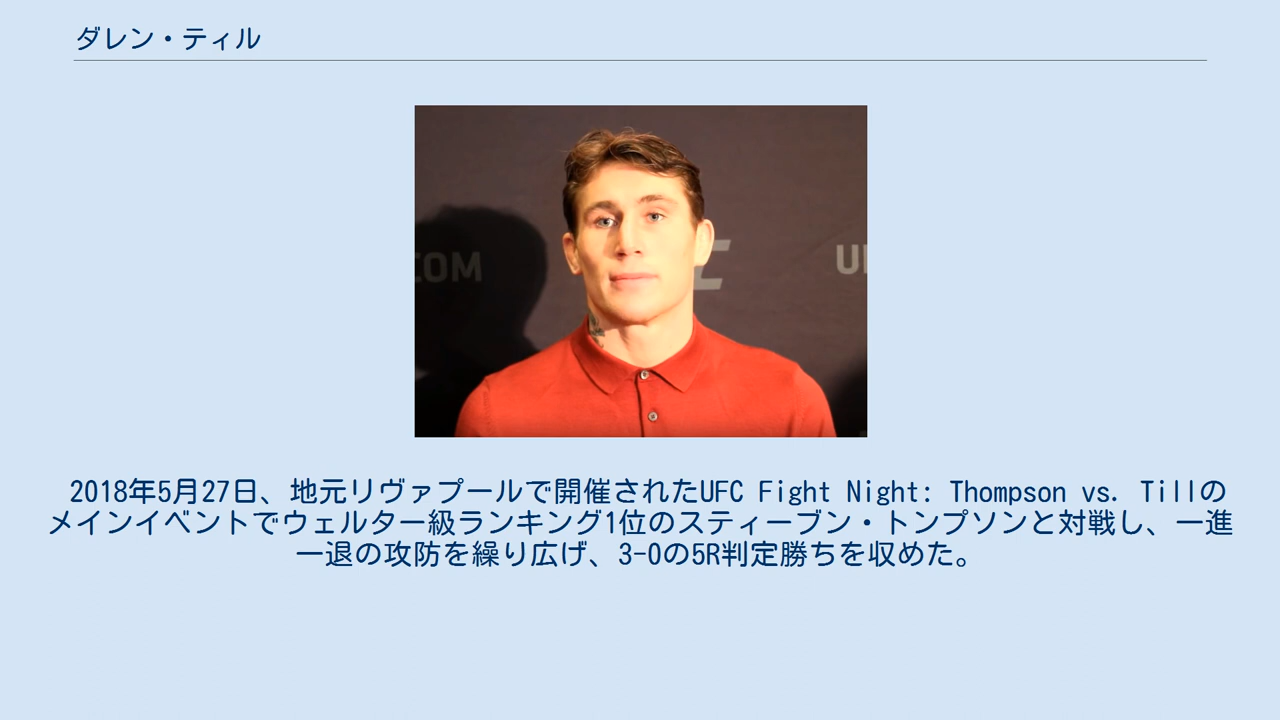 ダレン・ティル
.COM
UF
2018年5月27日、地元リヴァプールで開催されたUFC Fight Night: Thompson vs. Tillの
メインイベントでウェルター級ランキング1位のスティーブン・トンプソンと対戦し、一進
一退の攻防を繰り広げ、3-0の5R判定勝ちを収めた。